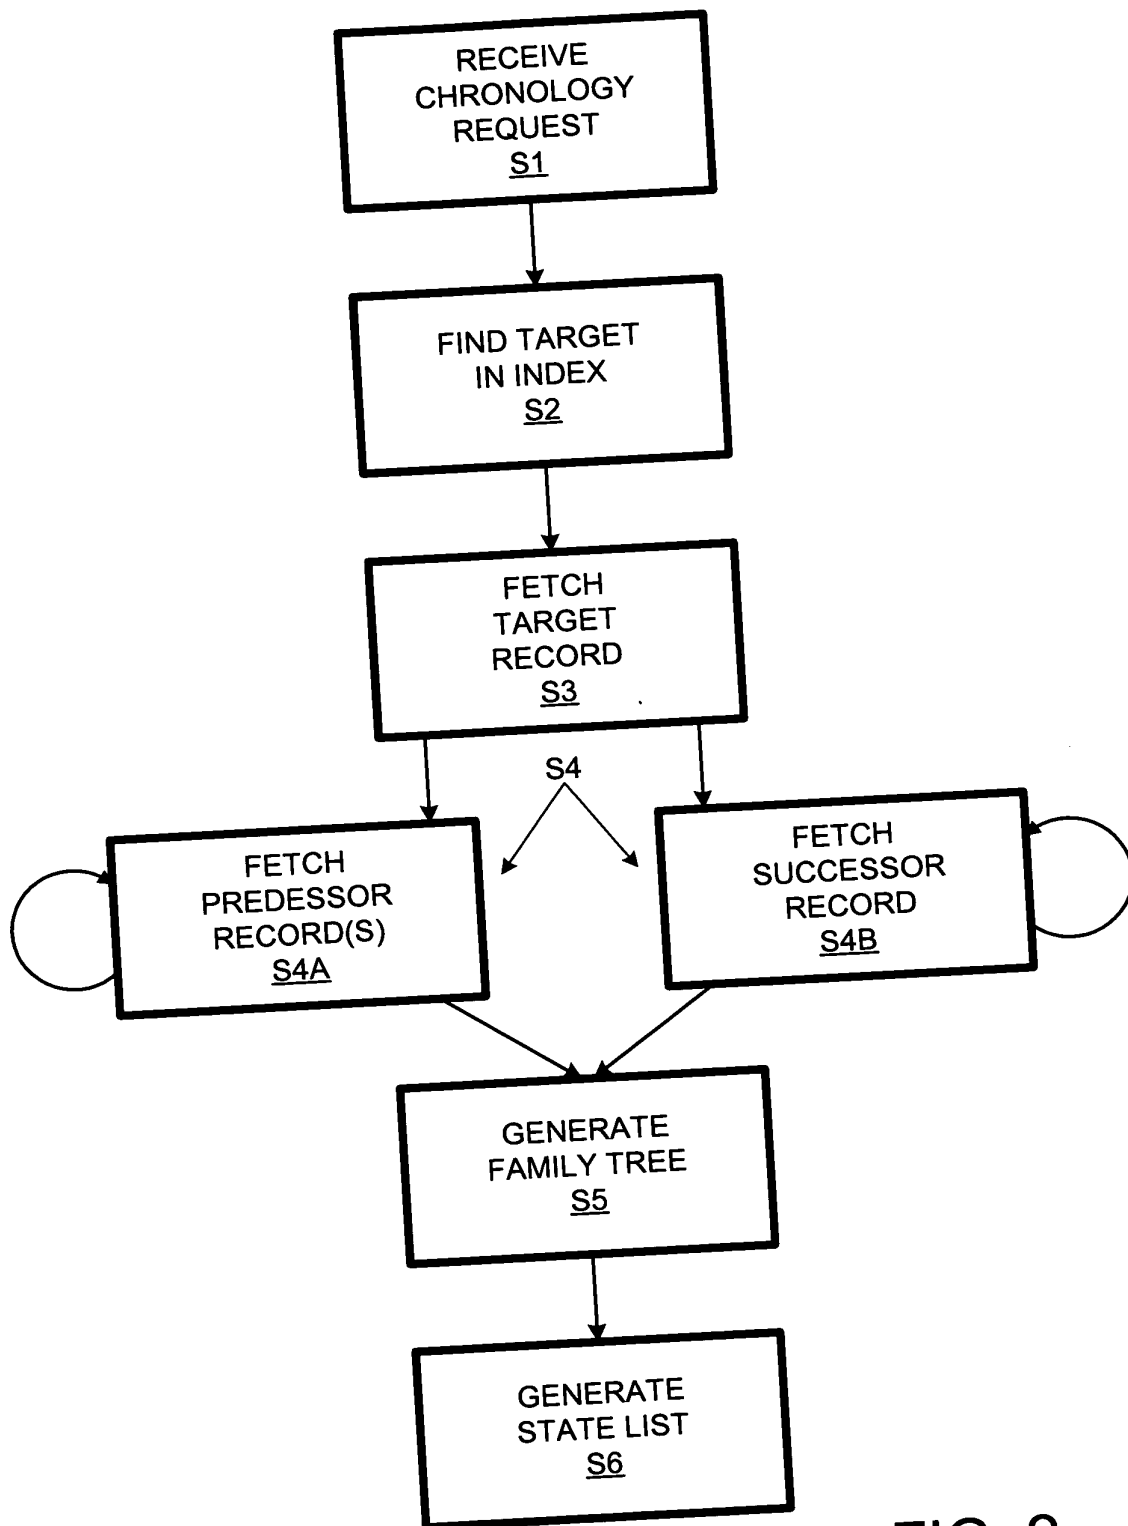 RECEIVE
CHRONOLOGY
REQUEST
S1
FIND TARGET
IN INDEX
S2
FETCH
TARGET
RECORD
S3
S4
FETCH
PREDESSOR
RECORD(S)
S4A
FETCH
SUCCESSOR
RECORD
S4B
GENERATE
FAMILY TREE
S5
GENERATE
STATE LIST
S6